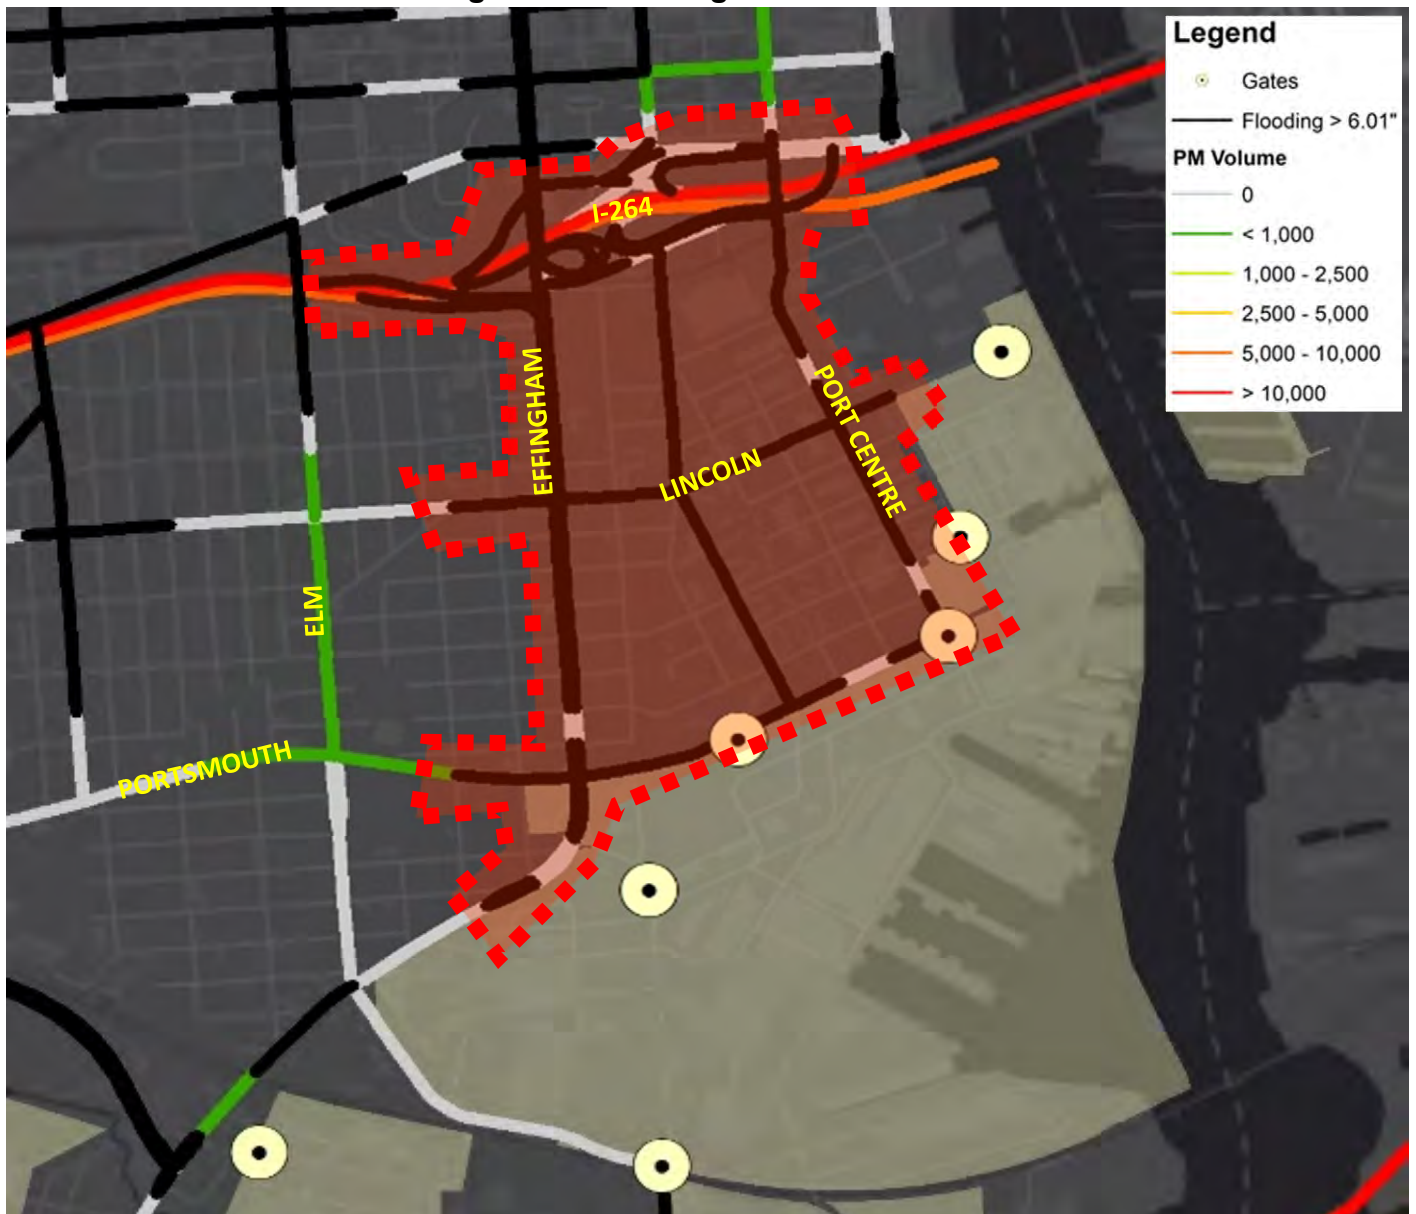 Legend
Gates
Flooding > 6.01"
PM Volume
0
< 1,000
1,000 - 2,500
2,500 - 5,000
5,000 - 10,000
> 10,000
I-264
EFFINGHAM
PORT CENTRE
LINCOLN
ELM
PORTSMOUTH